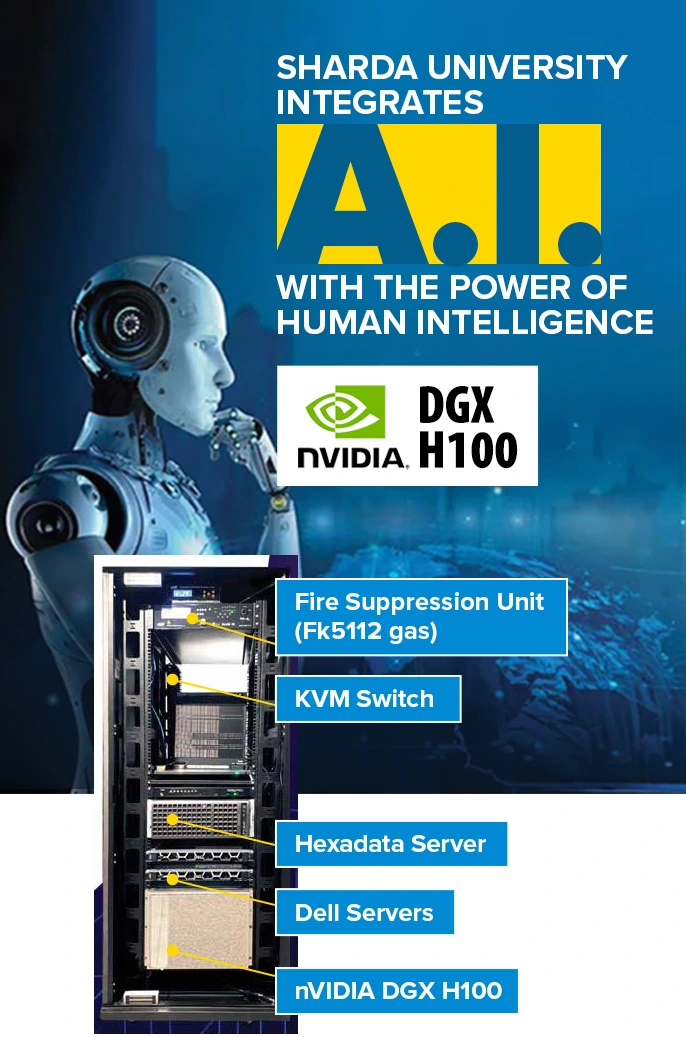 SHARDA UNIVERSITY
INTEGRATES
A.I.
WITH THE POWER OF
HUMAN INTELLIGENCE
nVIDIA.
DGX
H100
Fire Suppression Unit
(Fk5112 gas)
KVM Switch
Hexadata Server
Dell Servers
nVIDIA DGX H100